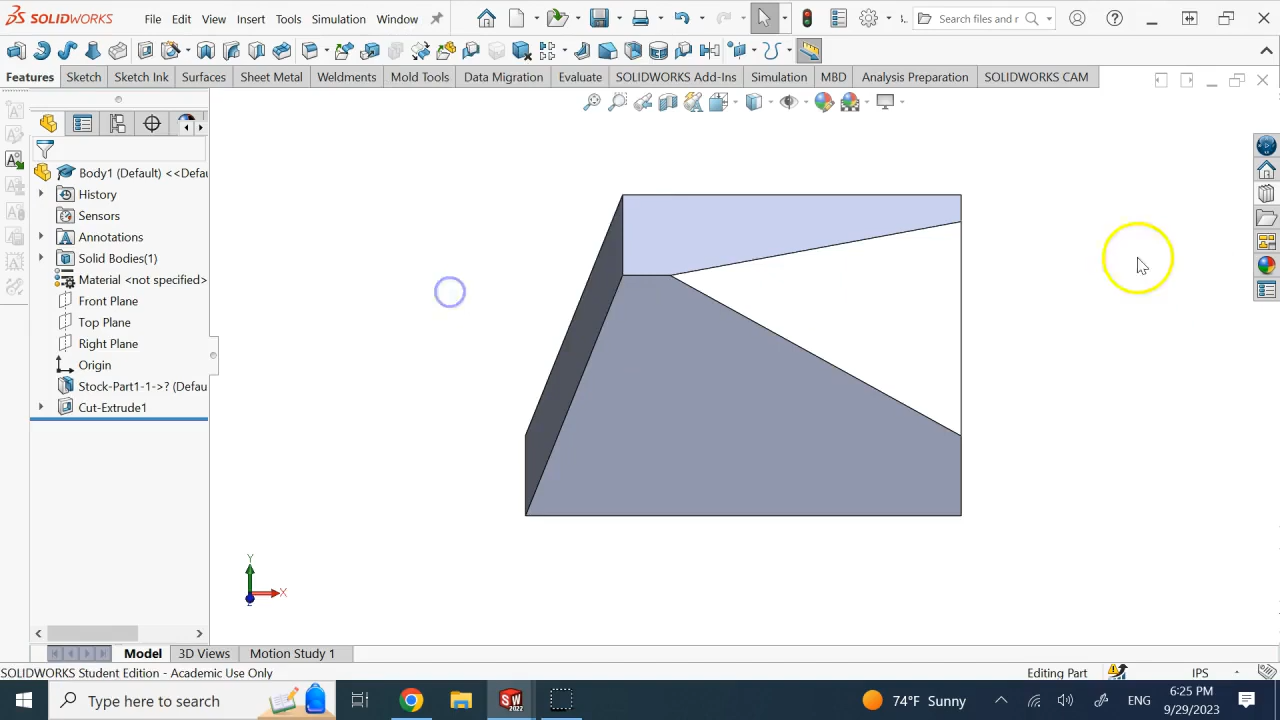 SOLIDWORKS File Edit View Insert Tools Simulation Window Search files and r
Features Sketch Sketch Ink Surfaces Sheet Metal Weldments Mold Tools Data Migration Evaluate SOLIDWORKS Add-Ins Simulation MBD Analysis Preparation SOLIDWORKS CAM
Body1 (Default) <<Defau
History
Sensors
Annotations
Solid Bodies(1)
Material <not specified>
Front Plane
Top Plane
Right Plane
Origin
Stock-Part1-1->? (Defau
Cut-Extrude1
Y
X
Z
Model 3D Views Motion Study 1
SOLIDWORKS Student Edition - Academic Use Only Editing Part IPS
Type here to search SW 2022 74°F Sunny ENG 6:25 PM
9/29/2023